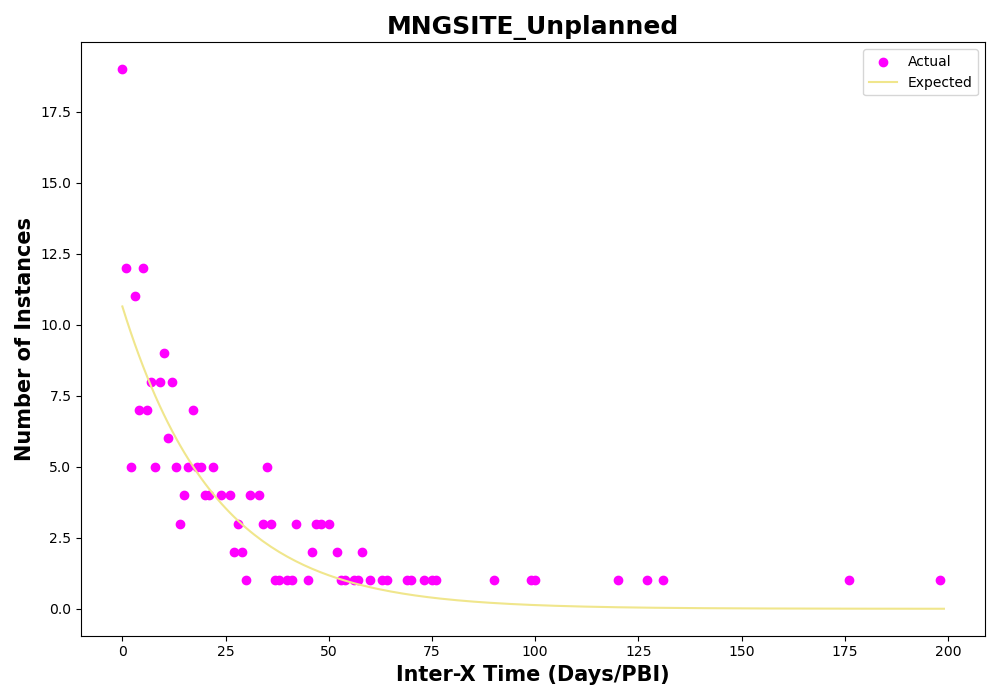 MNGSITE_Unplanned
Actual
Expected
Number of Instances
17.5
15.0
12.5
10.0
7.5
5.0
2.5
0.0
0 25 50 75 100 125 150 175 200
Inter-X Time (Days/PBI)